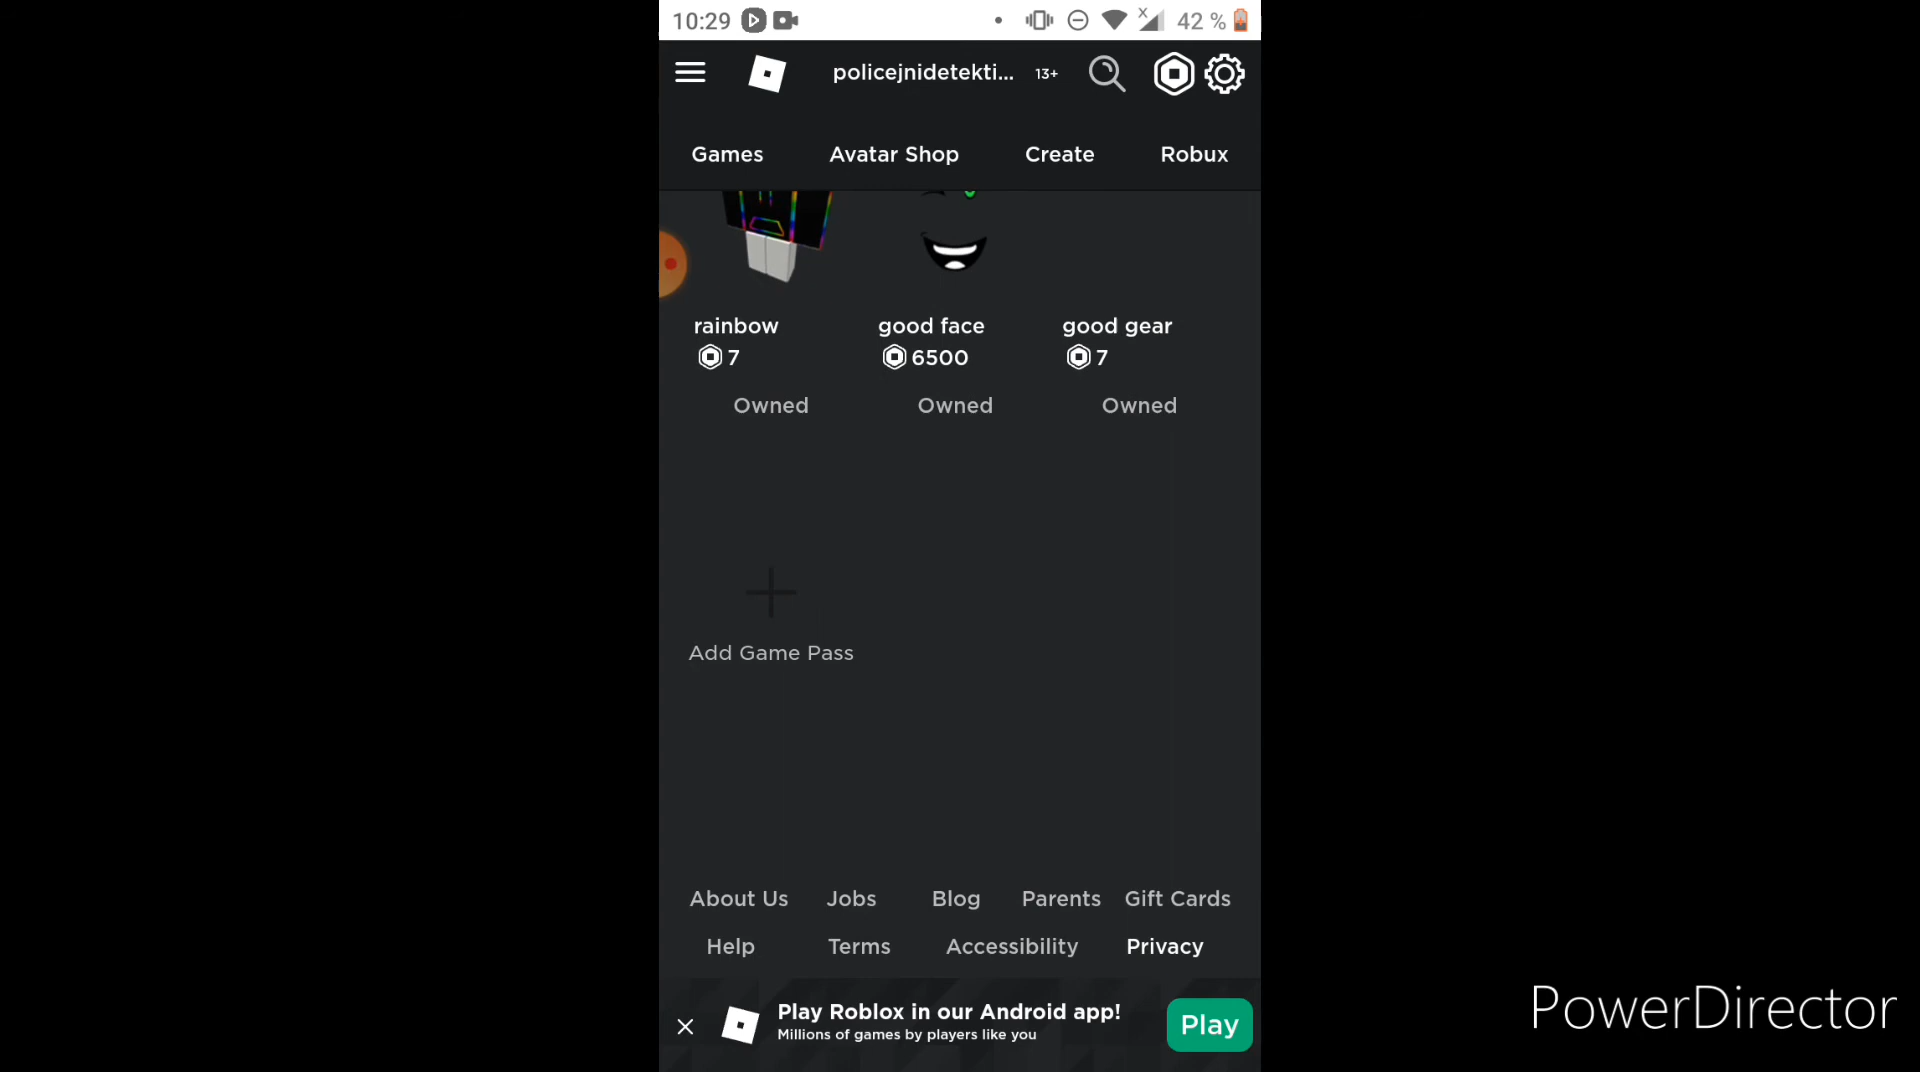 10:29 42 %
policejnidetekti... 13+
Games Avatar Shop Create Robux
rainbow good face good gear
7 6500 7
Owned Owned Owned
Add Game Pass
About Us Jobs Blog Parents Gift Cards
Help Terms Accessibility Privacy
Play Roblox in our Android app!
Millions of games by players like you
Play
PowerDirector